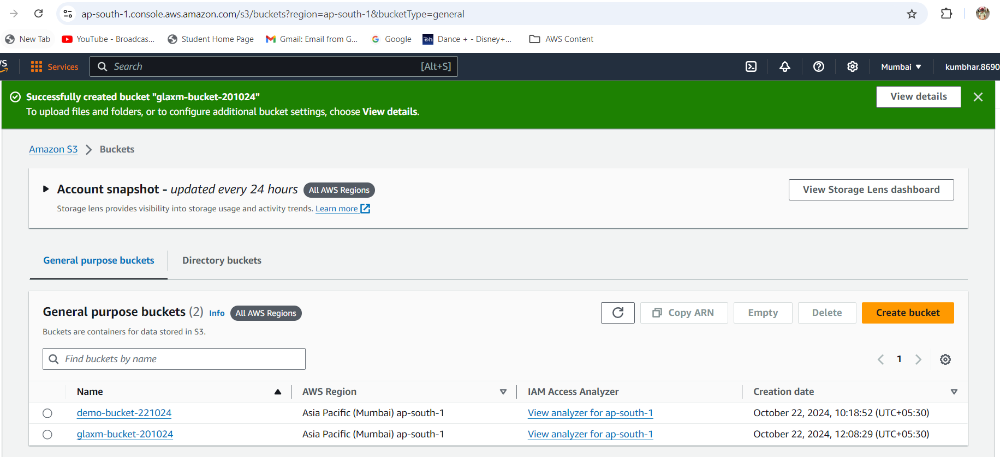 ap-south-1.console.aws.amazon.com/s3/buckets?region=ap-south-1&bucketType=general
New Tab YouTube - Broadcas... Student Home Page Gmail: Email from G... Google Dance + - Disney+... AWS Content
Services Search [Alt+S] Mumbai kumbhar.8690
Successfully created bucket "glaxm-bucket-201024"
To upload files and folders, or to configure additional bucket settings, choose View details.
View details
Amazon S3 Buckets
Account snapshot - updated every 24 hours All AWS Regions
Storage lens provides visibility into storage usage and activity trends. Learn more
View Storage Lens dashboard
General purpose buckets Directory buckets
General purpose buckets (2) Info All AWS Regions
Buckets are containers for data stored in S3.
Copy ARN Empty Delete Create bucket
Find buckets by name
1
Name AWS Region IAM Access Analyzer Creation date
demo-bucket-221024 Asia Pacific (Mumbai) ap-south-1 View analyzer for ap-south-1 October 22, 2024, 10:18:52 (UTC+05:30)
glaxm-bucket-201024 Asia Pacific (Mumbai) ap-south-1 View analyzer for ap-south-1 October 22, 2024, 12:08:29 (UTC+05:30)